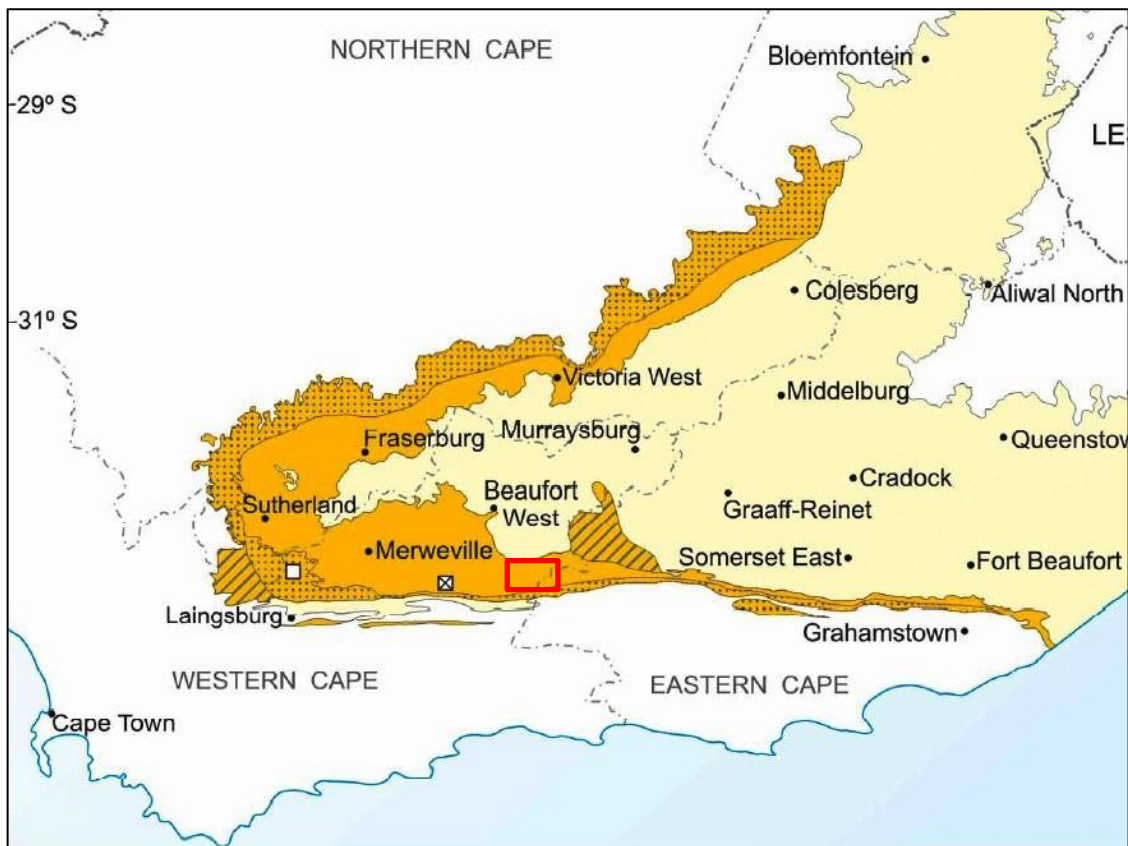 NORTHERN CAPE
Bloemfontein
29º S
LE
Colesberg
Aliwal North
31º S
Victoria West
Middelburg
Fraserburg
Murraysburg
Queenstow
Cradock
Sutherland
Beaufort
West
Graaff-Reinet
Merweville
Somerset East
Fort Beaufort
Laingsburg
Grahamstown
WESTERN CAPE
EASTERN CAPE
Cape Town